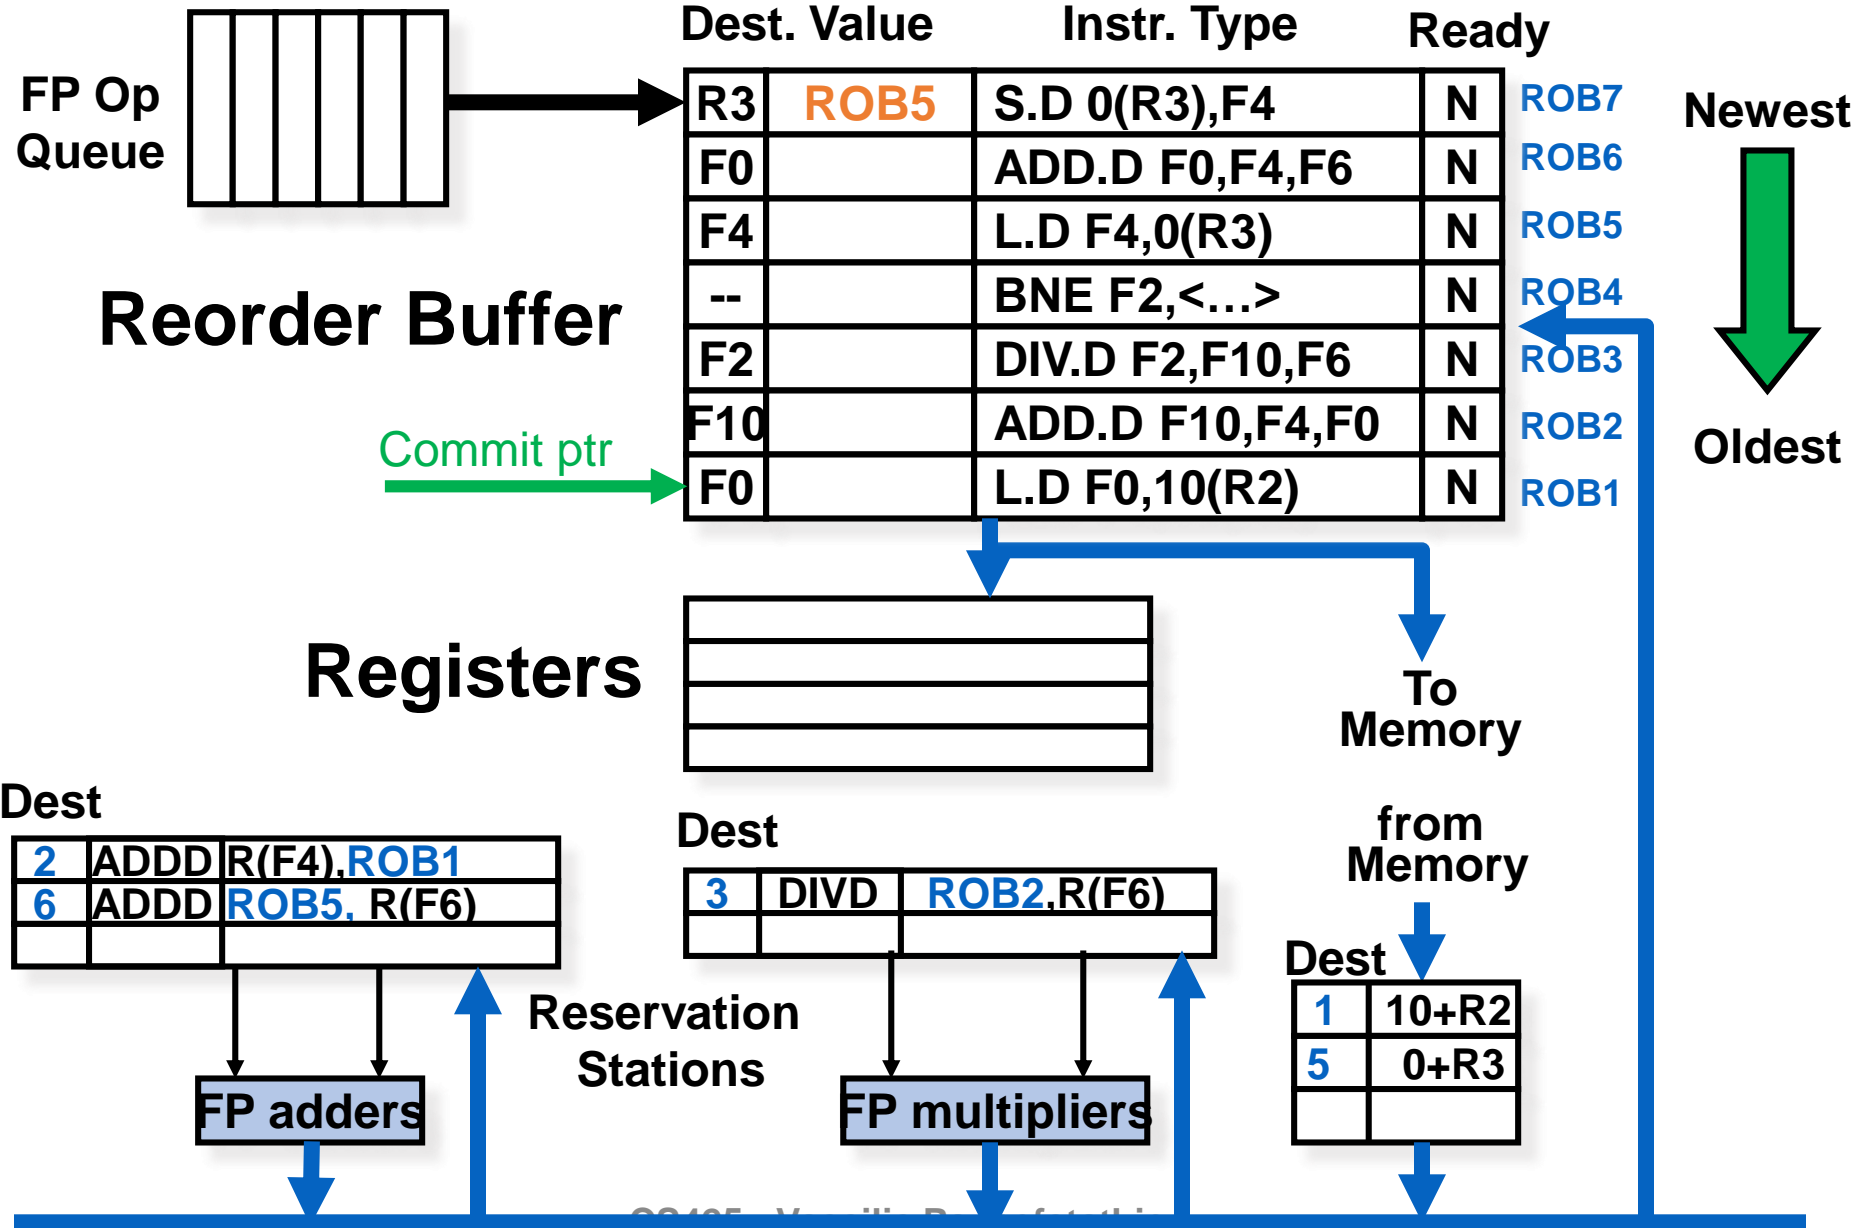 Dest. Value Instr. Type Ready
FP Op
Queue
R3 ROB5 S.D 0(R3),F4 N ROB7
F0 ADD.D F0,F4,F6 N ROB6
F4 L.D F4,0(R3) N ROB5
-- BNE F2,<…> N ROB4
F2 DIV.D F2,F10,F6 N ROB3
F10 ADD.D F10,F4,F0 N ROB2
F0 L.D F0,10(R2) N ROB1
Newest
Oldest
Reorder Buffer
Commit ptr
Registers
To
Memory
from
Memory
Dest
2 ADDD R(F4),ROB1
6 ADDD ROB5, R(F6)
Dest
3 DIVD ROB2,R(F6)
Dest
1 10+R2
5 0+R3
Reservation
Stations
FP adders
FP multipliers